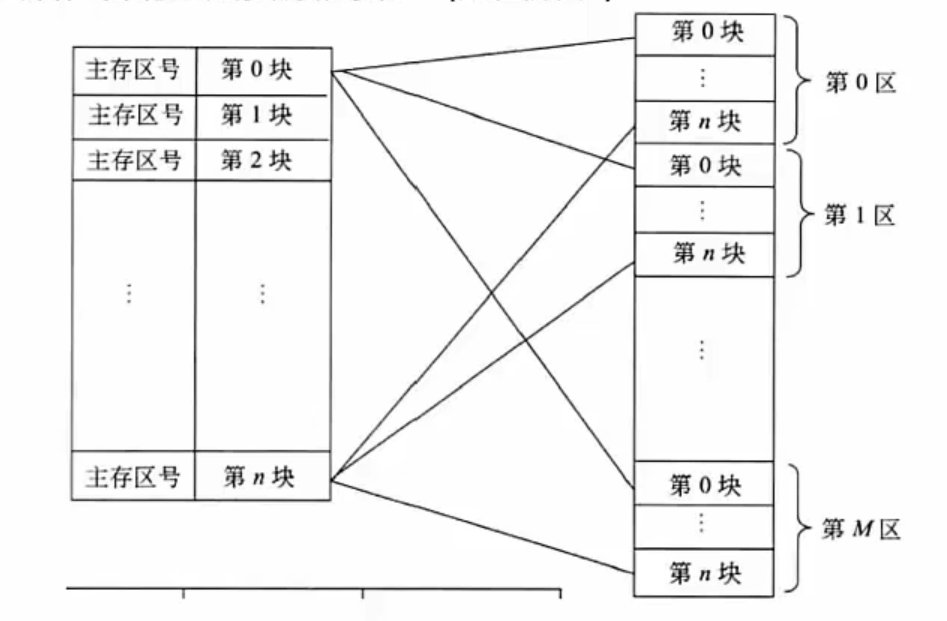 主存区号 第 0 块
主存区号 第 1 块
主存区号 第 2 块
⋮ ⋮
主存区号 第 n 块
第 0 块
⋮
第 n 块
第 0 区
第 0 块
⋮
第 n 块
第 1 区
⋮
第 0 块
⋮
第 n 块
第 M 区